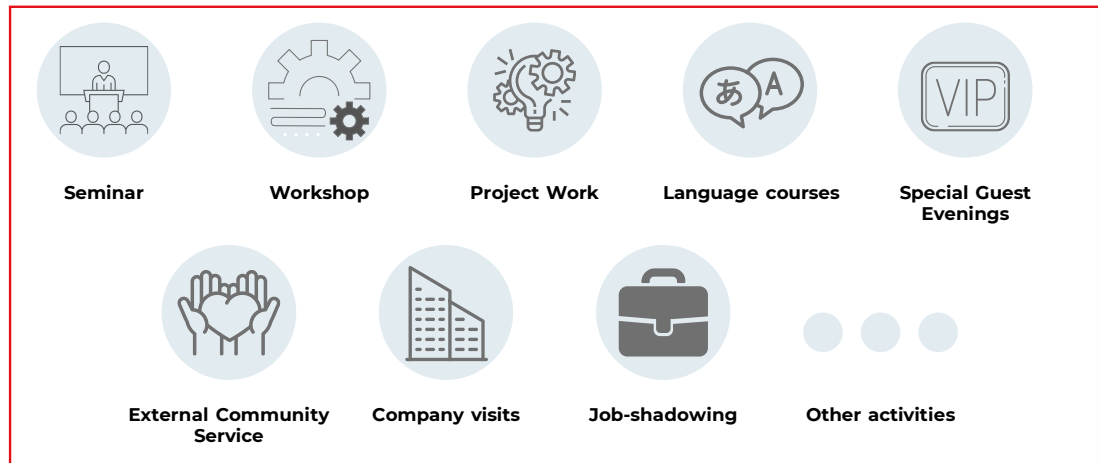 あ A
VIP
Seminar
Workshop
Project Work
Language courses
Special Guest
Evenings
External Community
Service
Company visits
Job-shadowing
Other activities